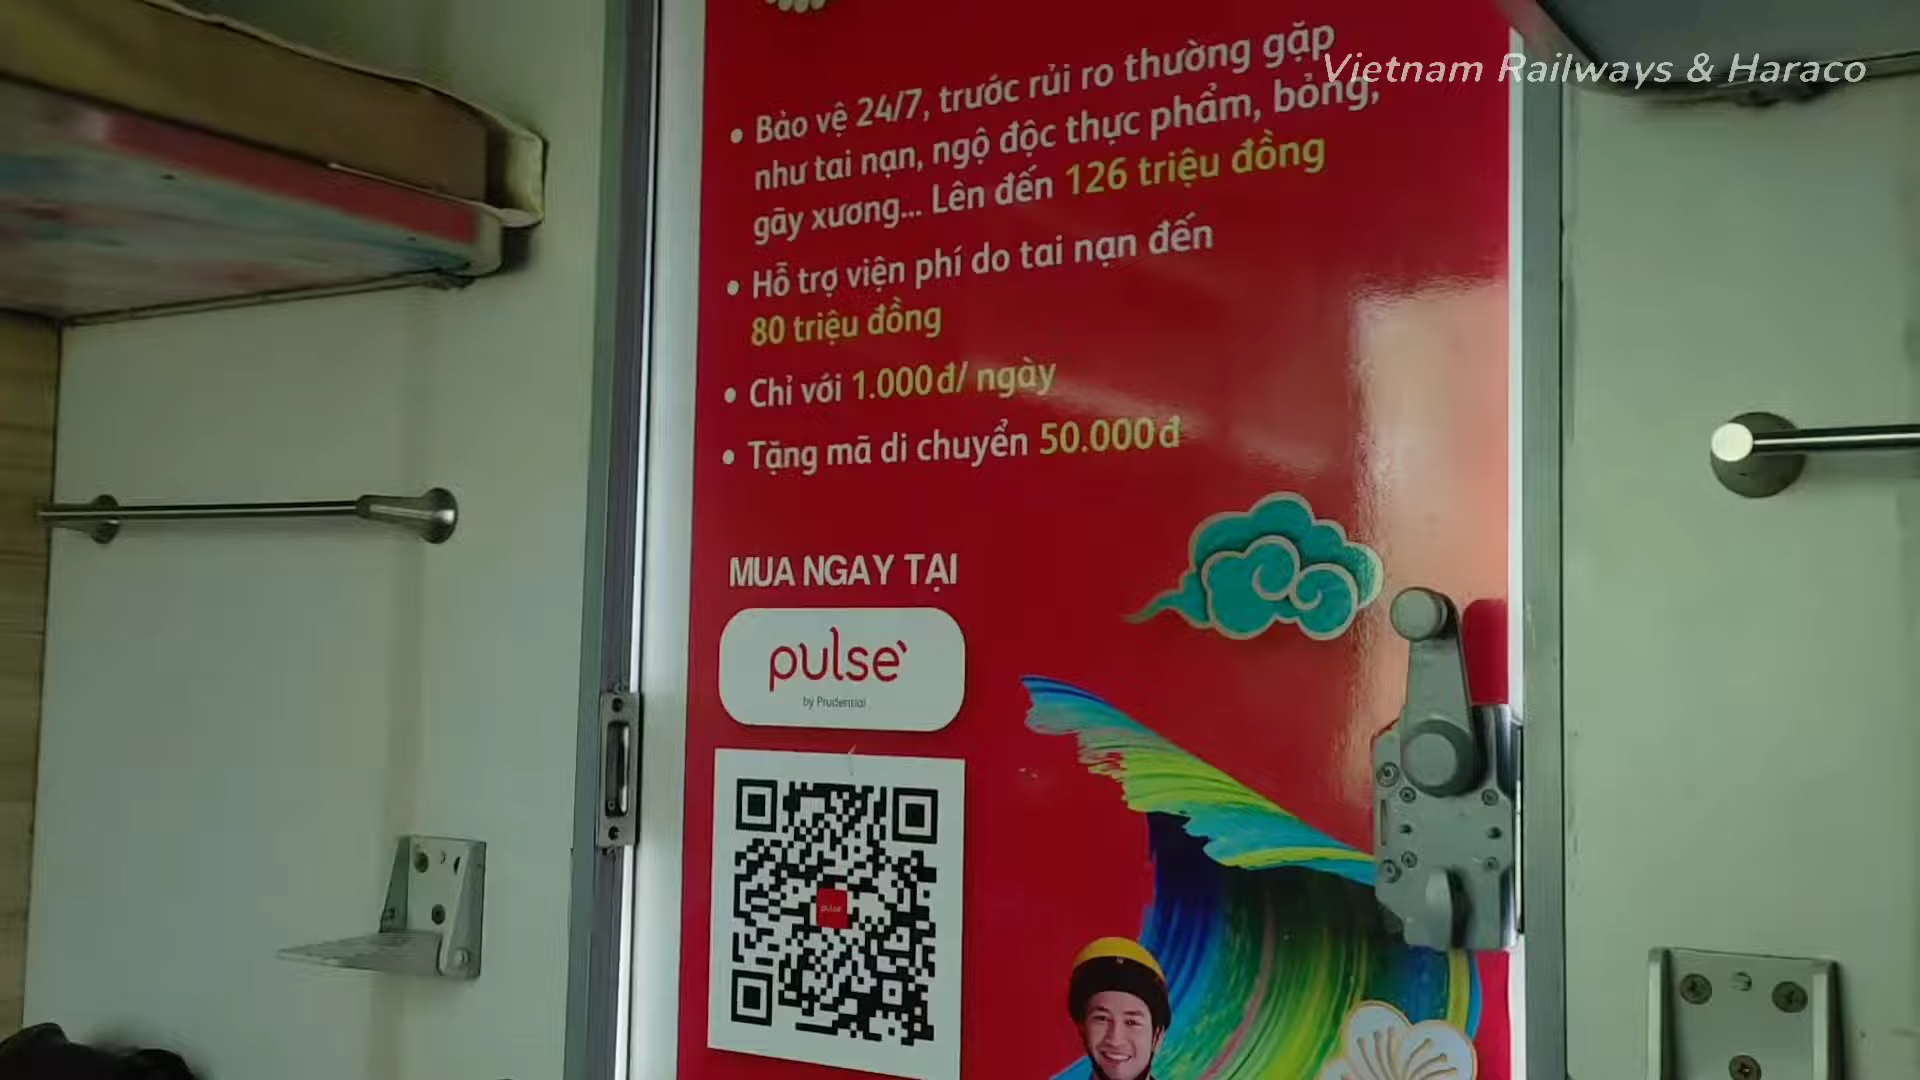 Vietnam Railways & Haraco
• Bảo vệ 24/7, trước rủi ro thường gặp
như tai nạn, ngộ độc thực phẩm, bỏng,
gãy xương... Lên đến 126 triệu đồng
• Hỗ trợ viện phí do tai nạn đến
80 triệu đồng
• Chỉ với 1.000đ/ ngày
• Tặng mã di chuyển 50.000đ
MUA NGAY TẠI
pulse
by Prudential
pulse